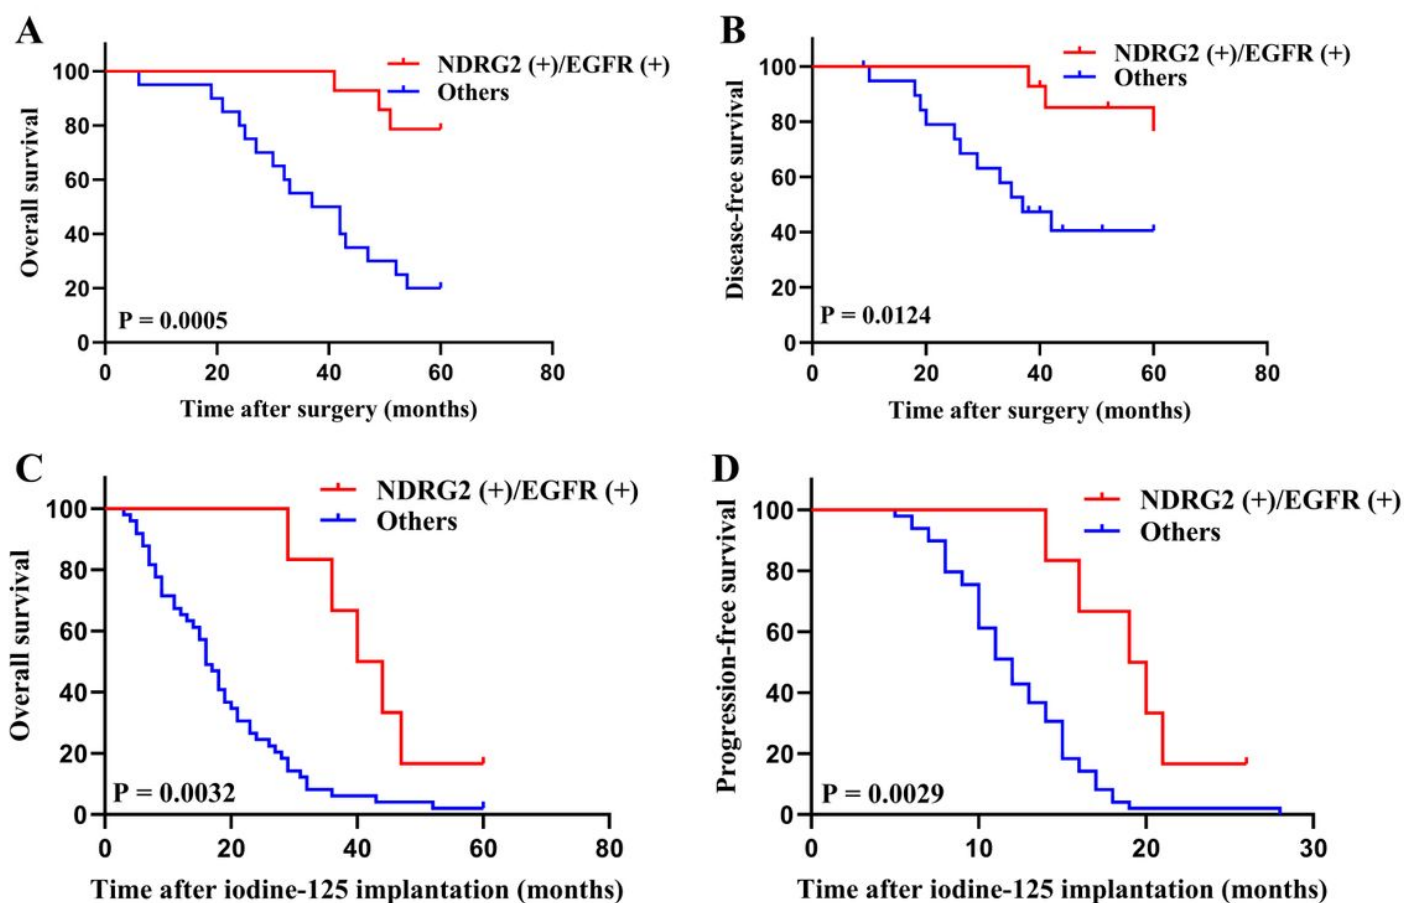 A
NDRG2 (+)/EGFR (+)
Others
Overall survival
100
80
60
40
20
0
P = 0.0005
0 20 40 60 80
Time after surgery (months)
B
NDRG2 (+)/EGFR (+)
Others
Disease-free survival
100
80
60
40
20
0
P = 0.0124
0 20 40 60 80
Time after surgery (months)
C
NDRG2 (+)/EGFR (+)
Others
Overall survival
100
80
60
40
20
0
P = 0.0032
0 20 40 60 80
Time after iodine-125 implantation (months)
D
NDRG2 (+)/EGFR (+)
Others
Progression-free survival
100
80
60
40
20
0
P = 0.0029
0 10 20 30
Time after iodine-125 implantation (months)